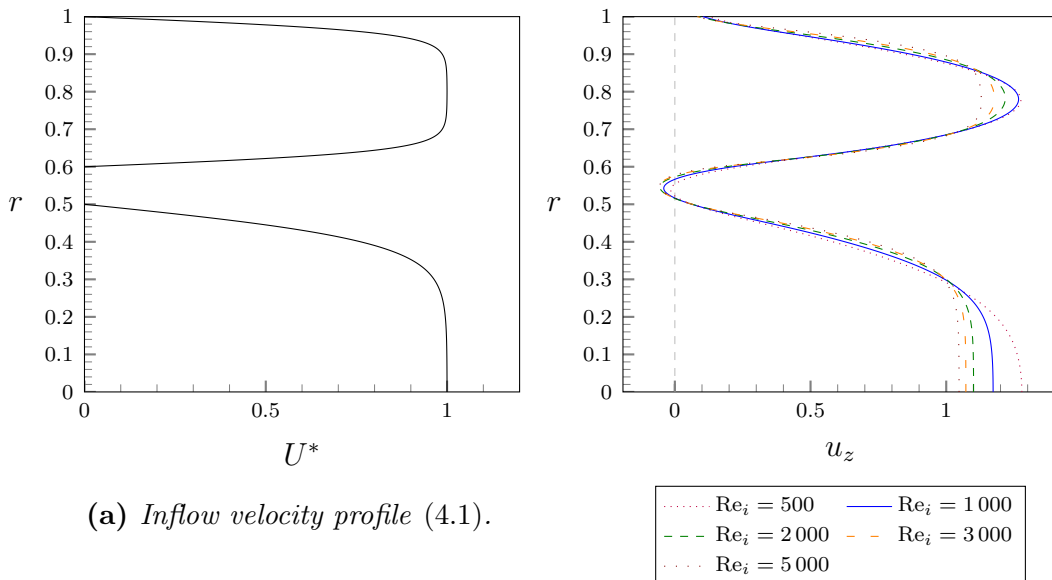 1
0.9
0.8
0.7
0.6
0.5
0.4
0.3
0.2
0.1
0
r
0 0.5 1
U*
(a) Inflow velocity profile (4.1).
1
0.9
0.8
0.7
0.6
0.5
0.4
0.3
0.2
0.1
0
r
0 0.5 1
u_z
Re_i = 500 Re_i = 1 000
Re_i = 2 000 Re_i = 3 000
Re_i = 5 000